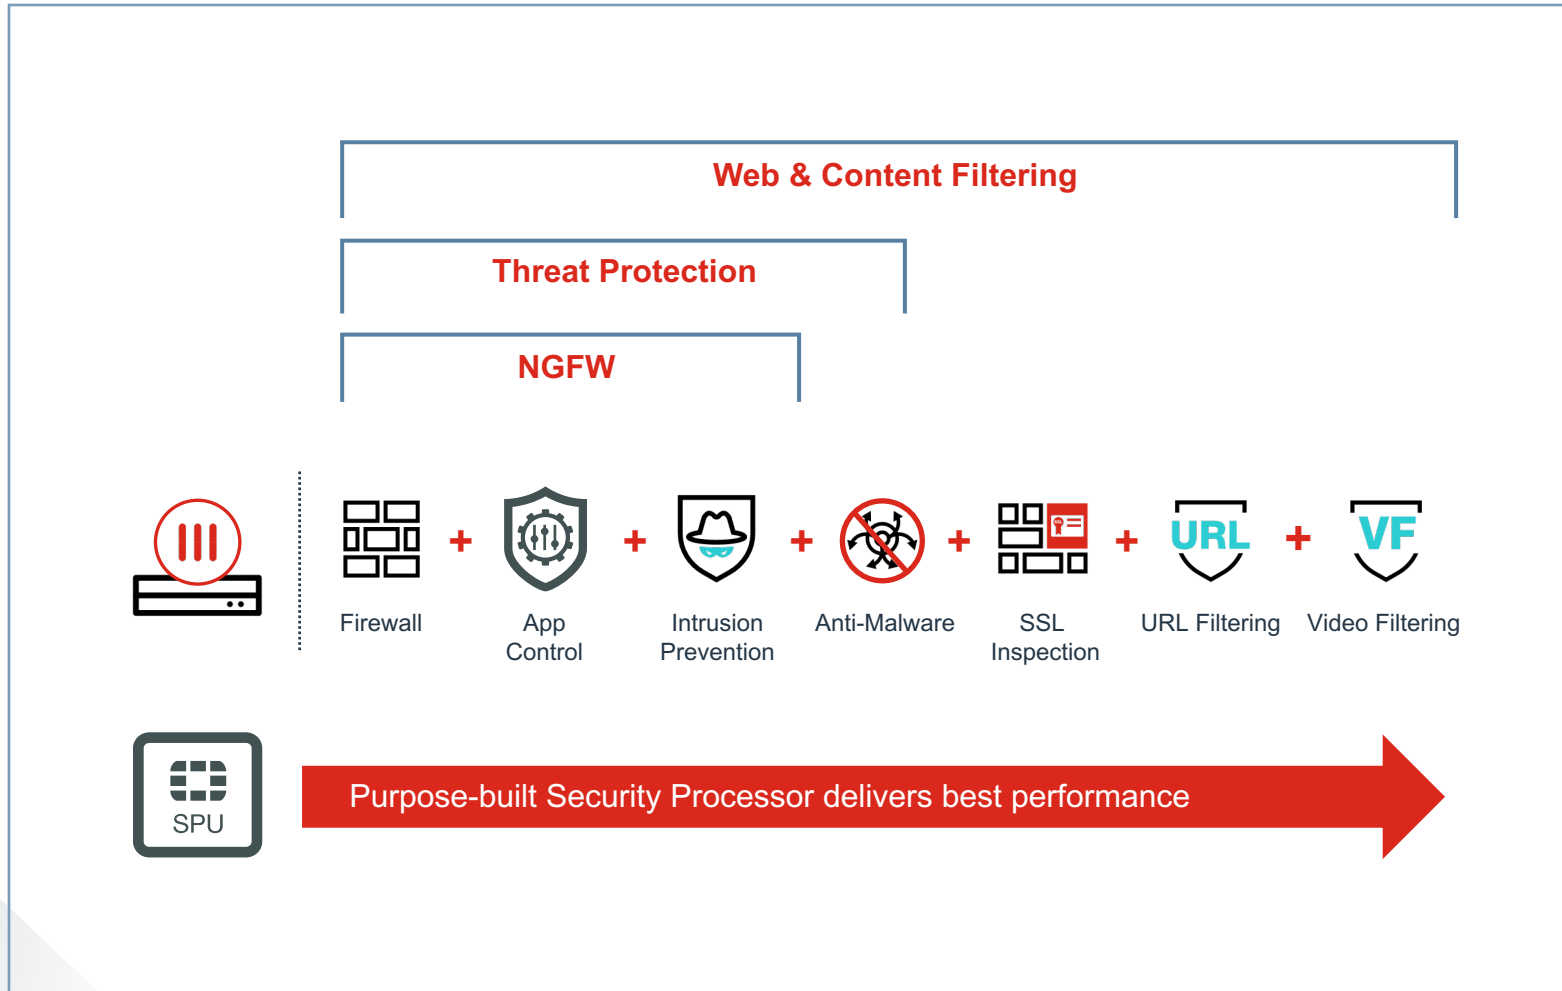 Web & Content Filtering
Threat Protection
NGFW
Firewall
App
Control
Intrusion
Prevention
Anti-Malware
SSL
Inspection
URL
URL Filtering
VF
Video Filtering
SPU
Purpose-built Security Processor delivers best performance